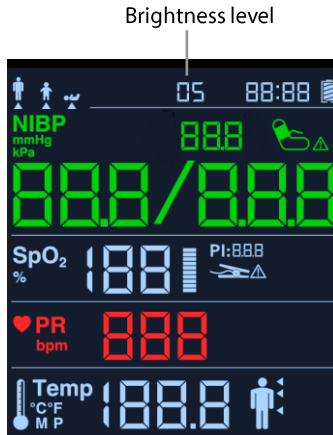 Brightness level
05 88:88
NIBP
mmHg
kPa
88.8
88.8/88.8
SpO₂
%
188
PI:88.8
PR
bpm
888
Temp
°C°F
M P
188.8